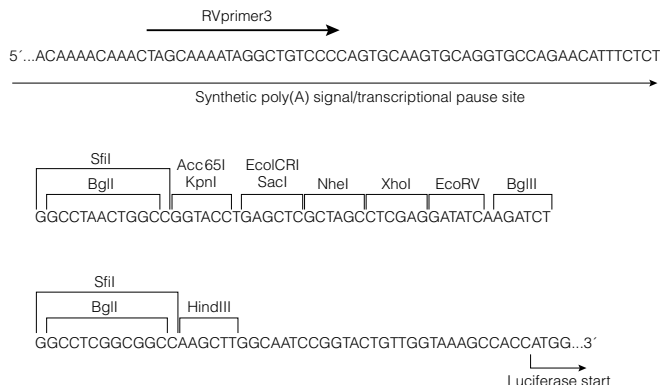 RVprimer3
5´...ACAAAACAAACTAGCAAAATAGGCTGTCCCCAGTGCAAGTGCAGGTGCCAGAACATTTCTCT
Synthetic poly(A) signal/transcriptional pause site
SfiI
BglI
Acc65I
KpnI
EcolCRI
SacI
NheI
XhoI
EcoRV
BglII
GGCCTAACTGGCCGGTACCTGAGCTCGCTAGCCTCGAGGATATCAAGATCT
SfiI
BglI
HindIII
GGCCTCGGCGGCCAAGCTTGGCAATCCGGTACTGTTGGTAAAGCCACCATGG...3´
Luciferase start